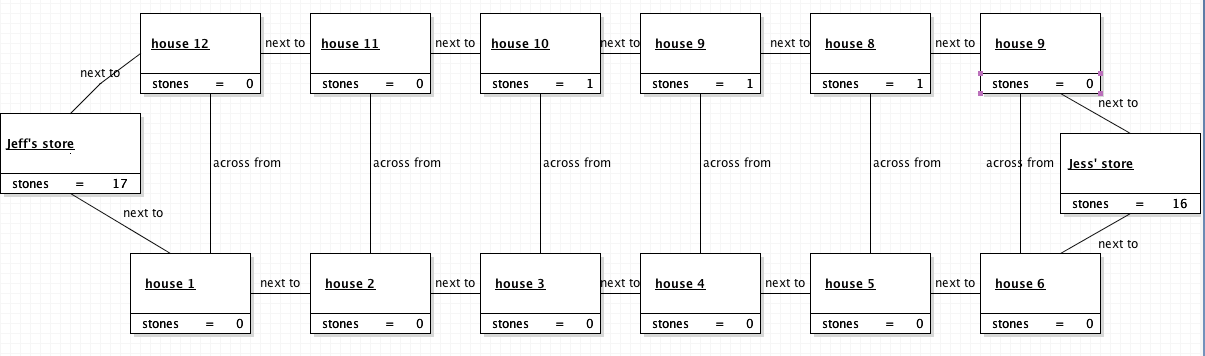 house 12 next to house 11 next to house 10 next to house 9 next to house 8 next to house 9
stones = 0 stones = 0 stones = 1 stones = 1 stones = 1 stones = 0
next to next to
Jeff's store across from across from across from across from across from across from Jess' store
stones = 17 stones = 16
next to next to
house 1 next to house 2 next to house 3 next to house 4 next to house 5 next to house 6
stones = 0 stones = 0 stones = 0 stones = 0 stones = 0 stones = 0